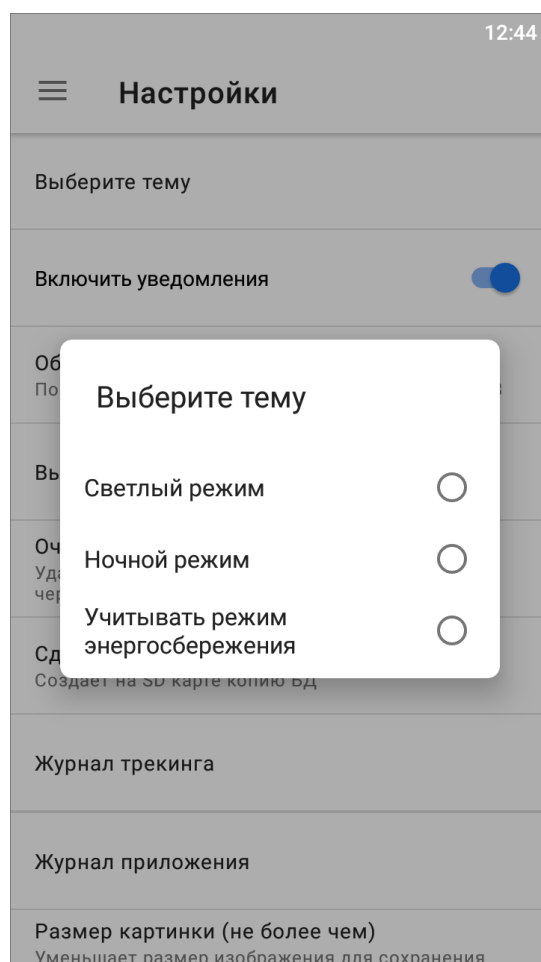 12:44
Настройки
Выберите тему
Включить уведомления
Об
По
Выберите тему
Вы
Светлый режим
Оч
Ночной режим
Уда
чер
Учитывать режим
энергосбережения
Сд
Создает на SD карте копию БД
Журнал трекинга
Журнал приложения
Размер картинки (не более чем)
Уменьшает размер изображения для сохранения